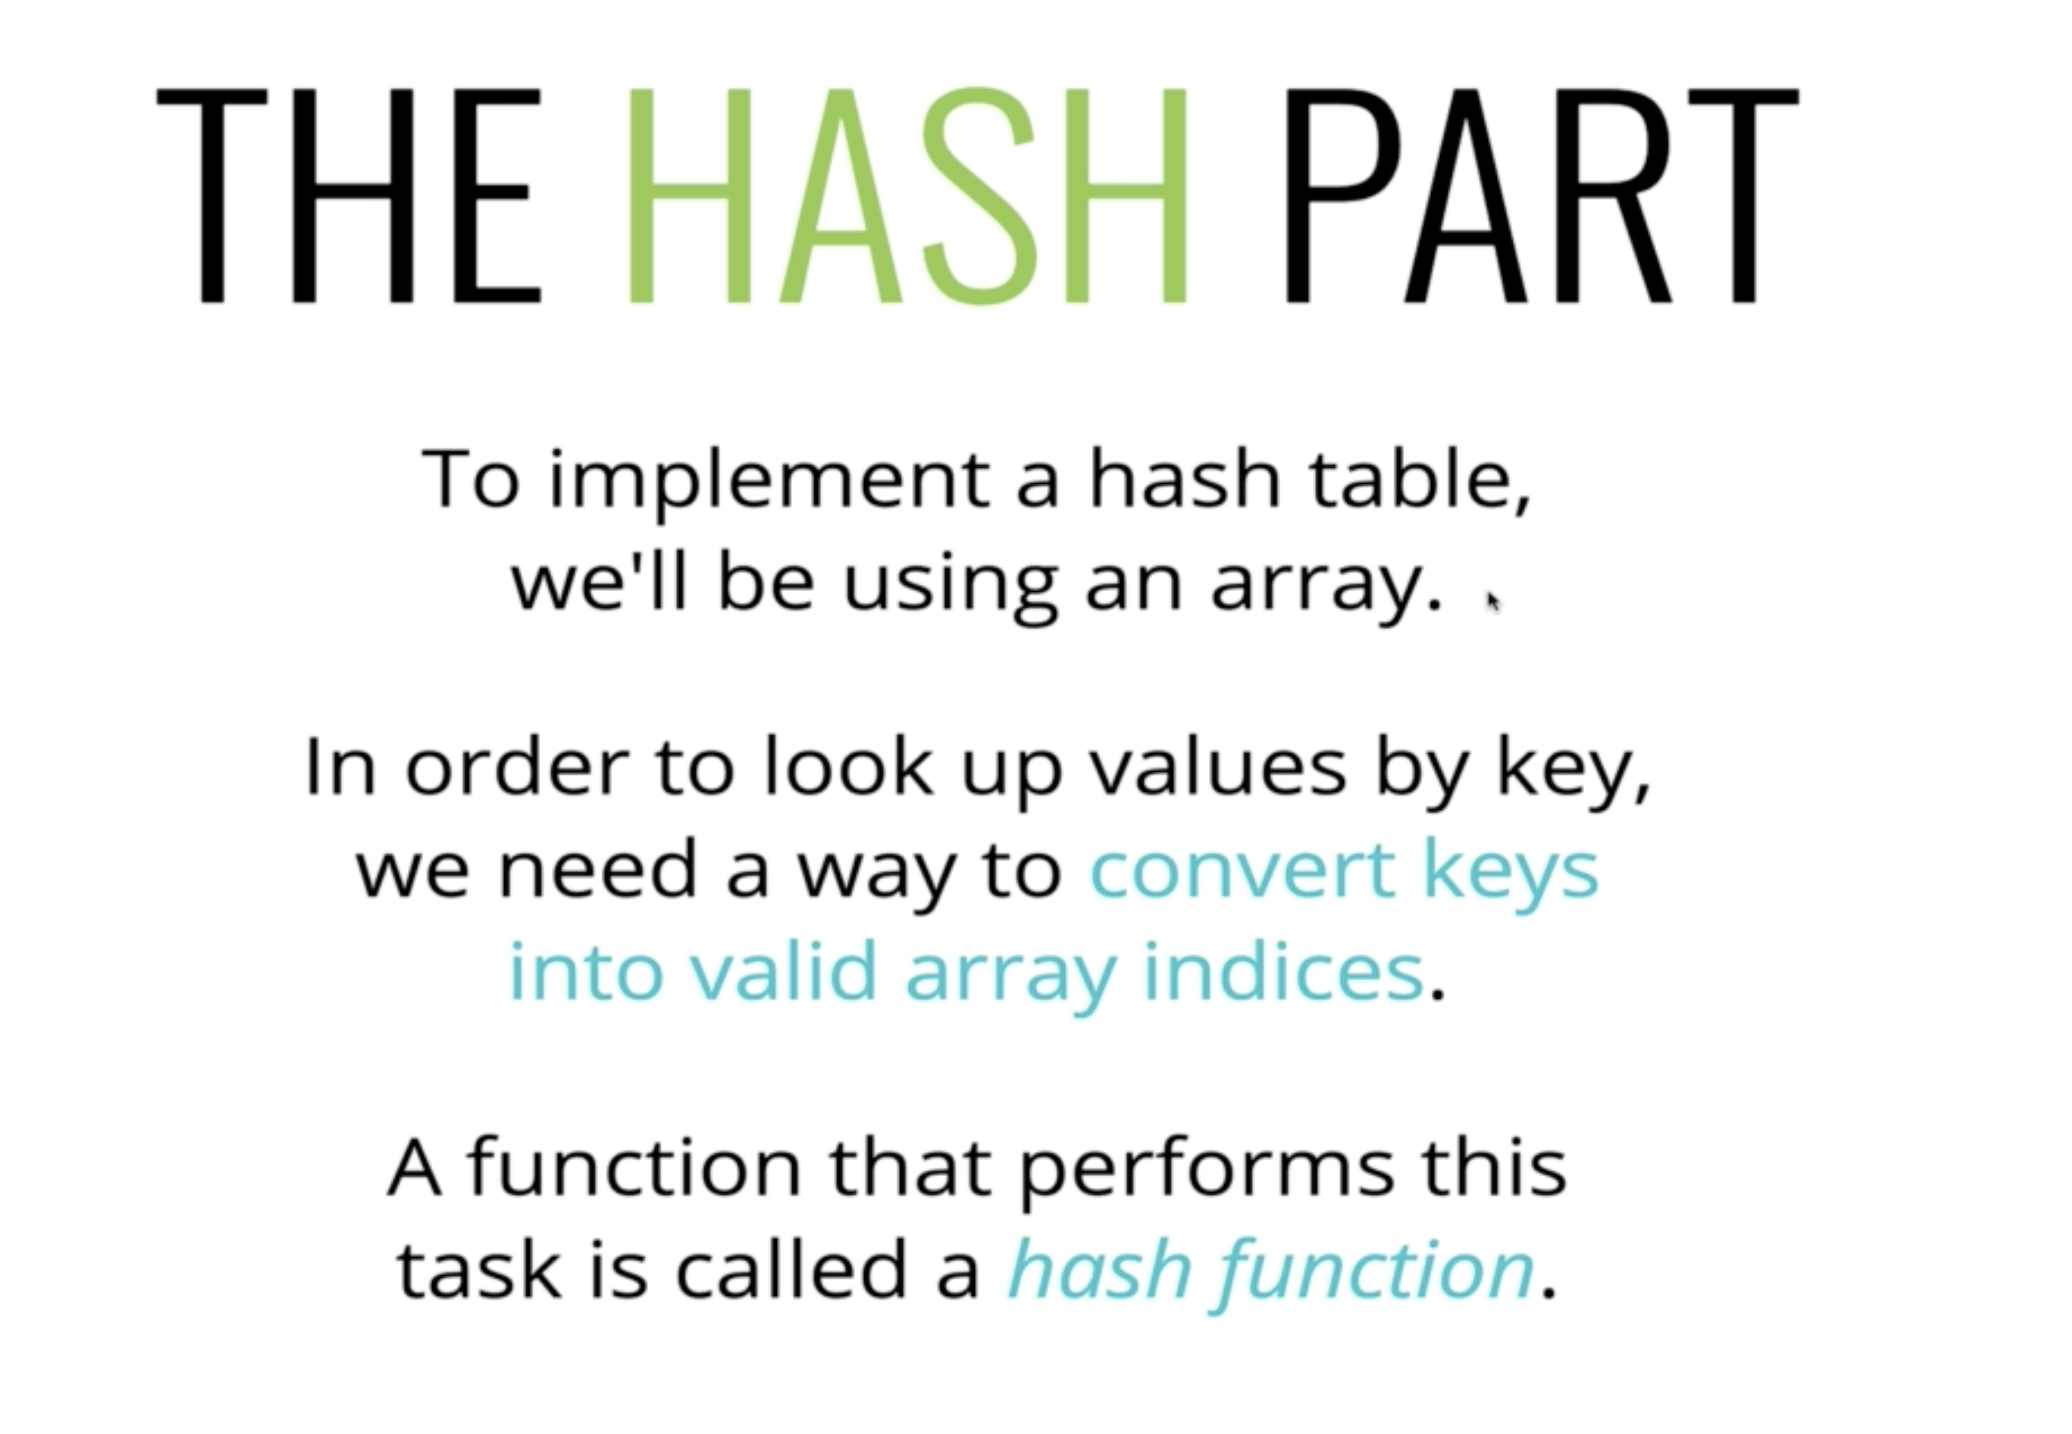 THE HASH PART
To implement a hash table,
we'll be using an array.
In order to look up values by key,
we need a way to convert keys
into valid array indices.
A function that performs this
task is called a hash function.